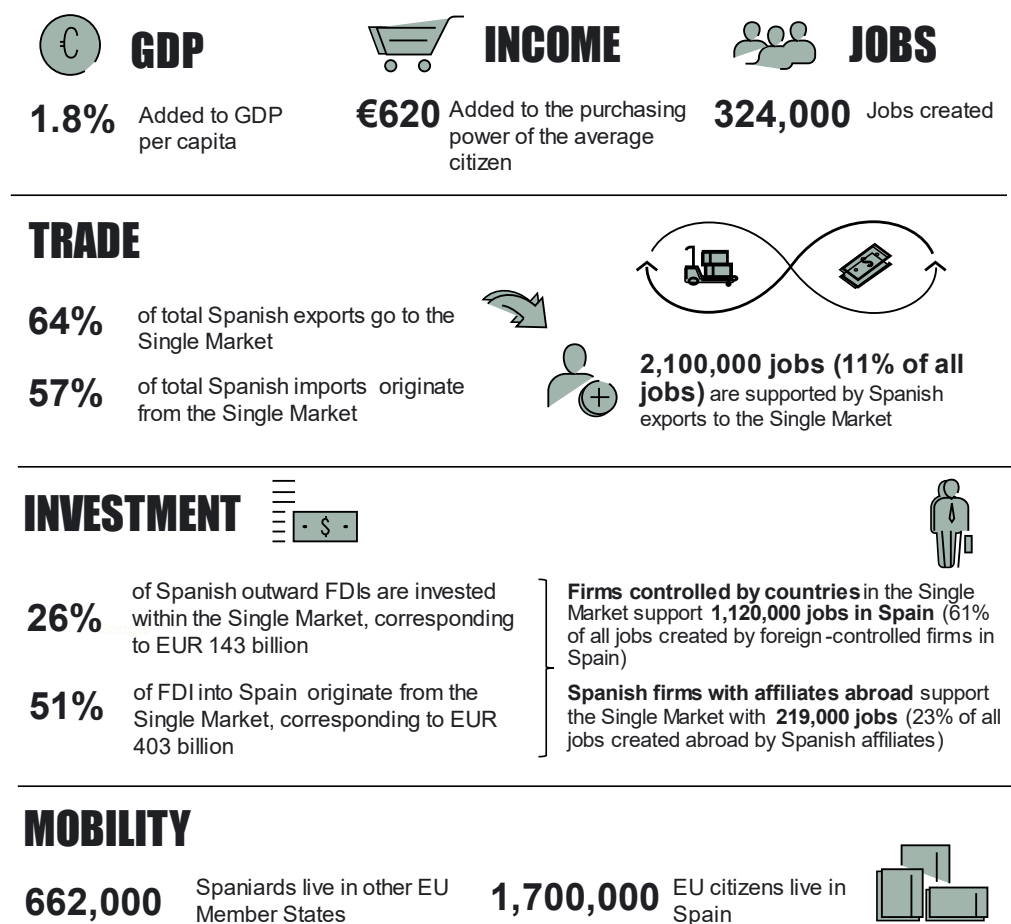 GDP
1.8%
Added to GDP
per capita
INCOME
€620
Added to the purchasing
power of the average
citizen
JOBS
324,000
Jobs created
TRADE
64%
of total Spanish exports go to the
Single Market
57%
of total Spanish imports originate
from the Single Market
$
2,100,000 jobs (11% of all
jobs) are supported by Spanish
exports to the Single Market
INVESTMENT
$
26%
of Spanish outward FDIs are invested
within the Single Market, corresponding
to EUR 143 billion
51%
of FDI into Spain originate from the
Single Market, corresponding to EUR
403 billion
Firms controlled by countries in the Single
Market support 1,120,000 jobs in Spain (61%
of all jobs created by foreign-controlled firms in
Spain)
Spanish firms with affiliates abroad support
the Single Market with 219,000 jobs (23% of all
jobs created abroad by Spanish affiliates)
MOBILITY
662,000
Spaniards live in other EU
Member States
1,700,000
EU citizens live in
Spain